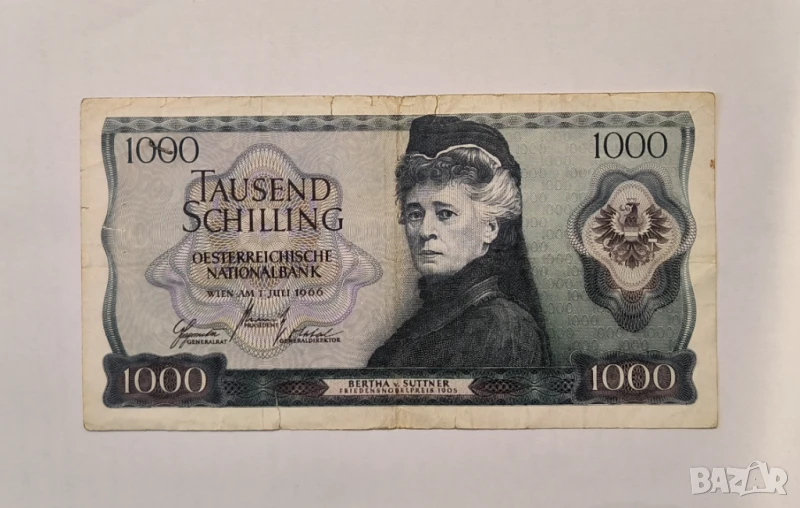 1000
1000
TAUSEND
SCHILLING
OESTERREICHISCHE
NATIONALBANK
WIEN AM 1. JULI 1966
PRÄSIDENT
GENERALRAT
GENERALDIREKTOR
1000
BERTHA v. SUTTNER
FRIEDENSNOBELPREIS 1905
1000
BAZAR